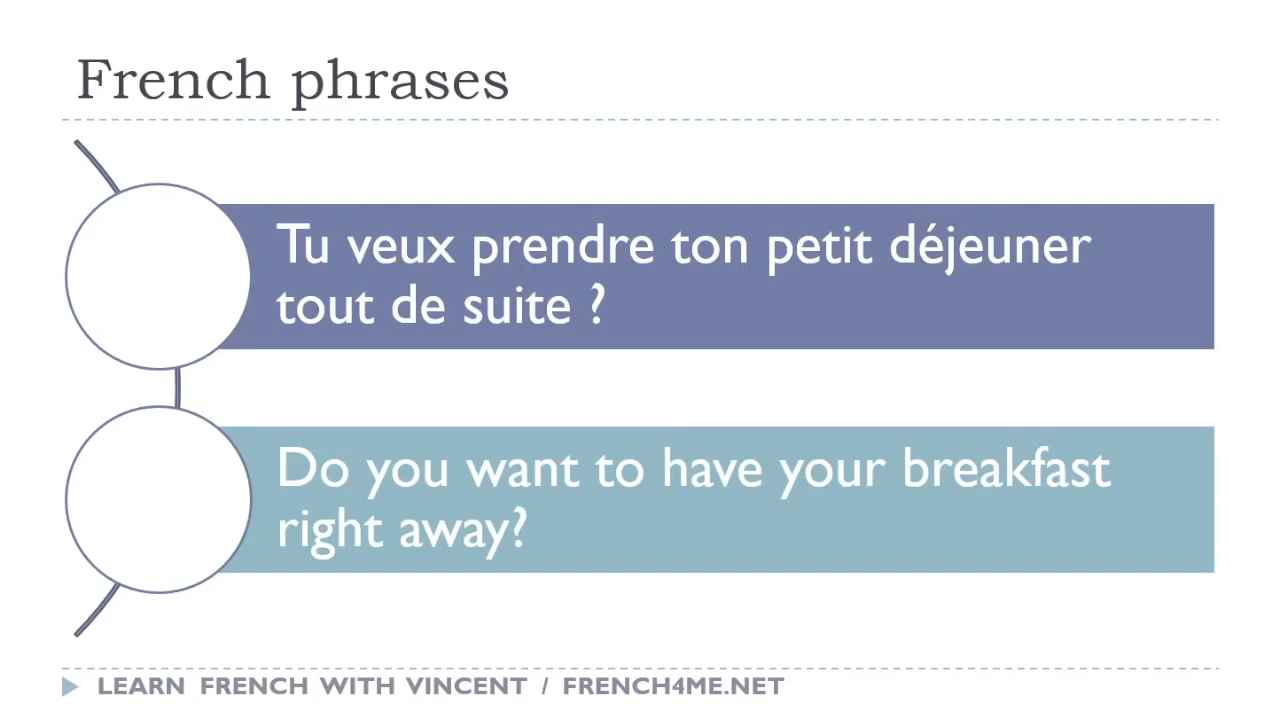 French phrases
Tu veux prendre ton petit déjeuner
tout de suite ?
Do you want to have your breakfast
right away?
LEARN FRENCH WITH VINCENT / FRENCH4ME.NET